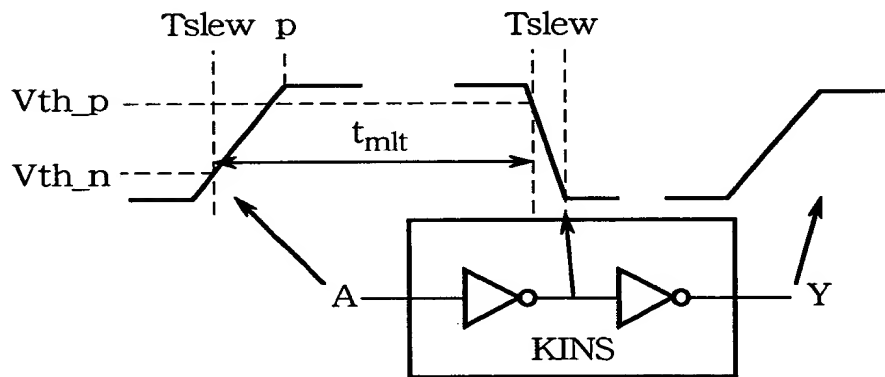 Tslew p Tslew
Vth_p
t_mlt
Vth_n
A Y
KINS